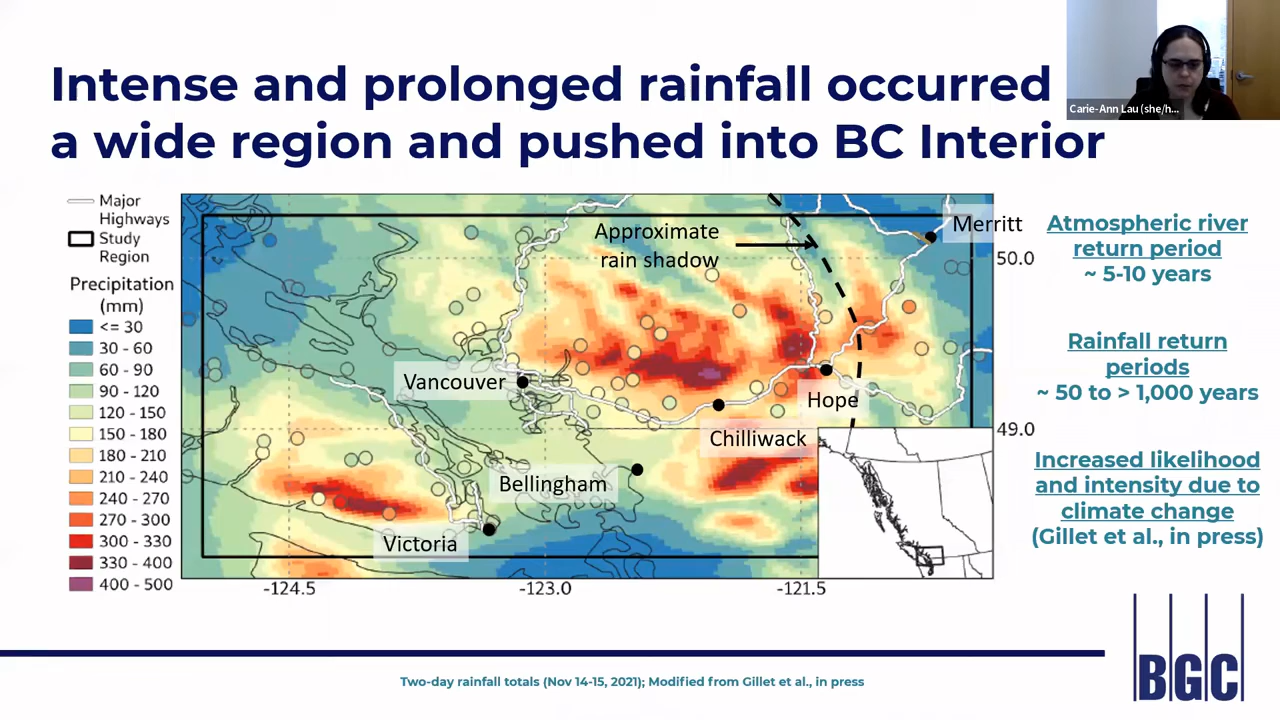 Intense and prolonged rainfall occurred
a wide region and pushed into BC Interior
Carie-Ann Lau (she/h...
Major
Highways
Study
Region
Precipitation
(mm)
<= 30
30 - 60
60 - 90
90 - 120
120 - 150
150 - 180
180 - 210
210 - 240
240 - 270
270 - 300
300 - 330
330 - 400
400 - 500
Approximate
rain shadow
Merritt
Vancouver
Hope
Chilliwack
Bellingham
Victoria
50.0
49.0
-124.5
-123.0
-121.5
Atmospheric river
return period
~ 5-10 years
Rainfall return
periods
~ 50 to > 1,000 years
Increased likelihood
and intensity due to
climate change
(Gillet et al., in press)
Two-day rainfall totals (Nov 14-15, 2021); Modified from Gillet et al., in press
BGC